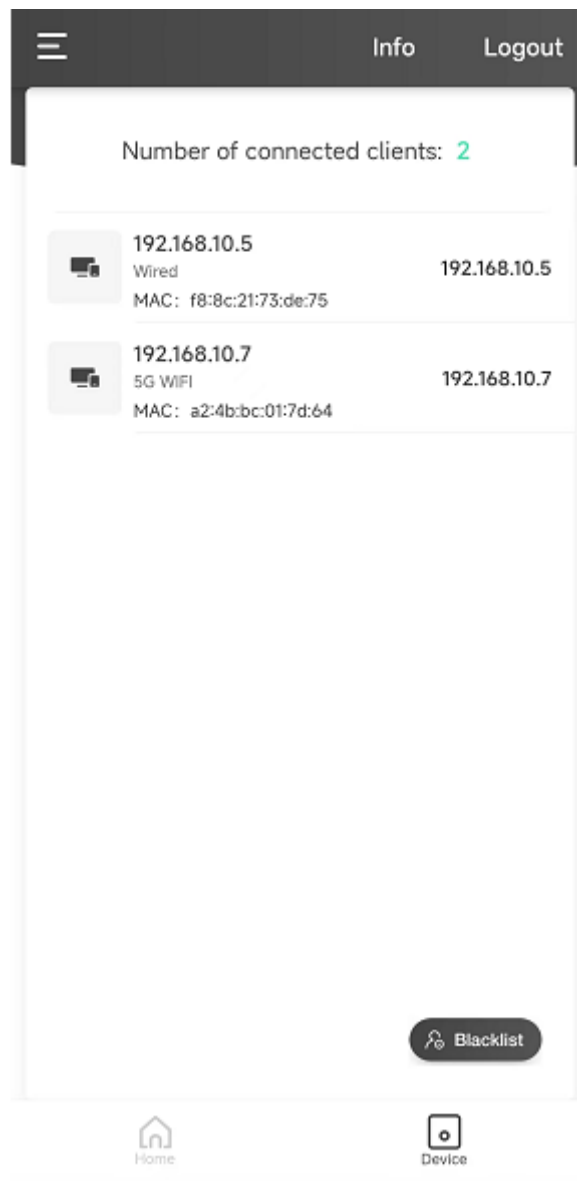 Info Logout
Number of connected clients: 2
192.168.10.5
Wired
192.168.10.5
MAC: f8:8c:21:73:de:75
192.168.10.7
5G WIFI
192.168.10.7
MAC: a2:4b:bc:01:7d:64
Blacklist
Home
Device